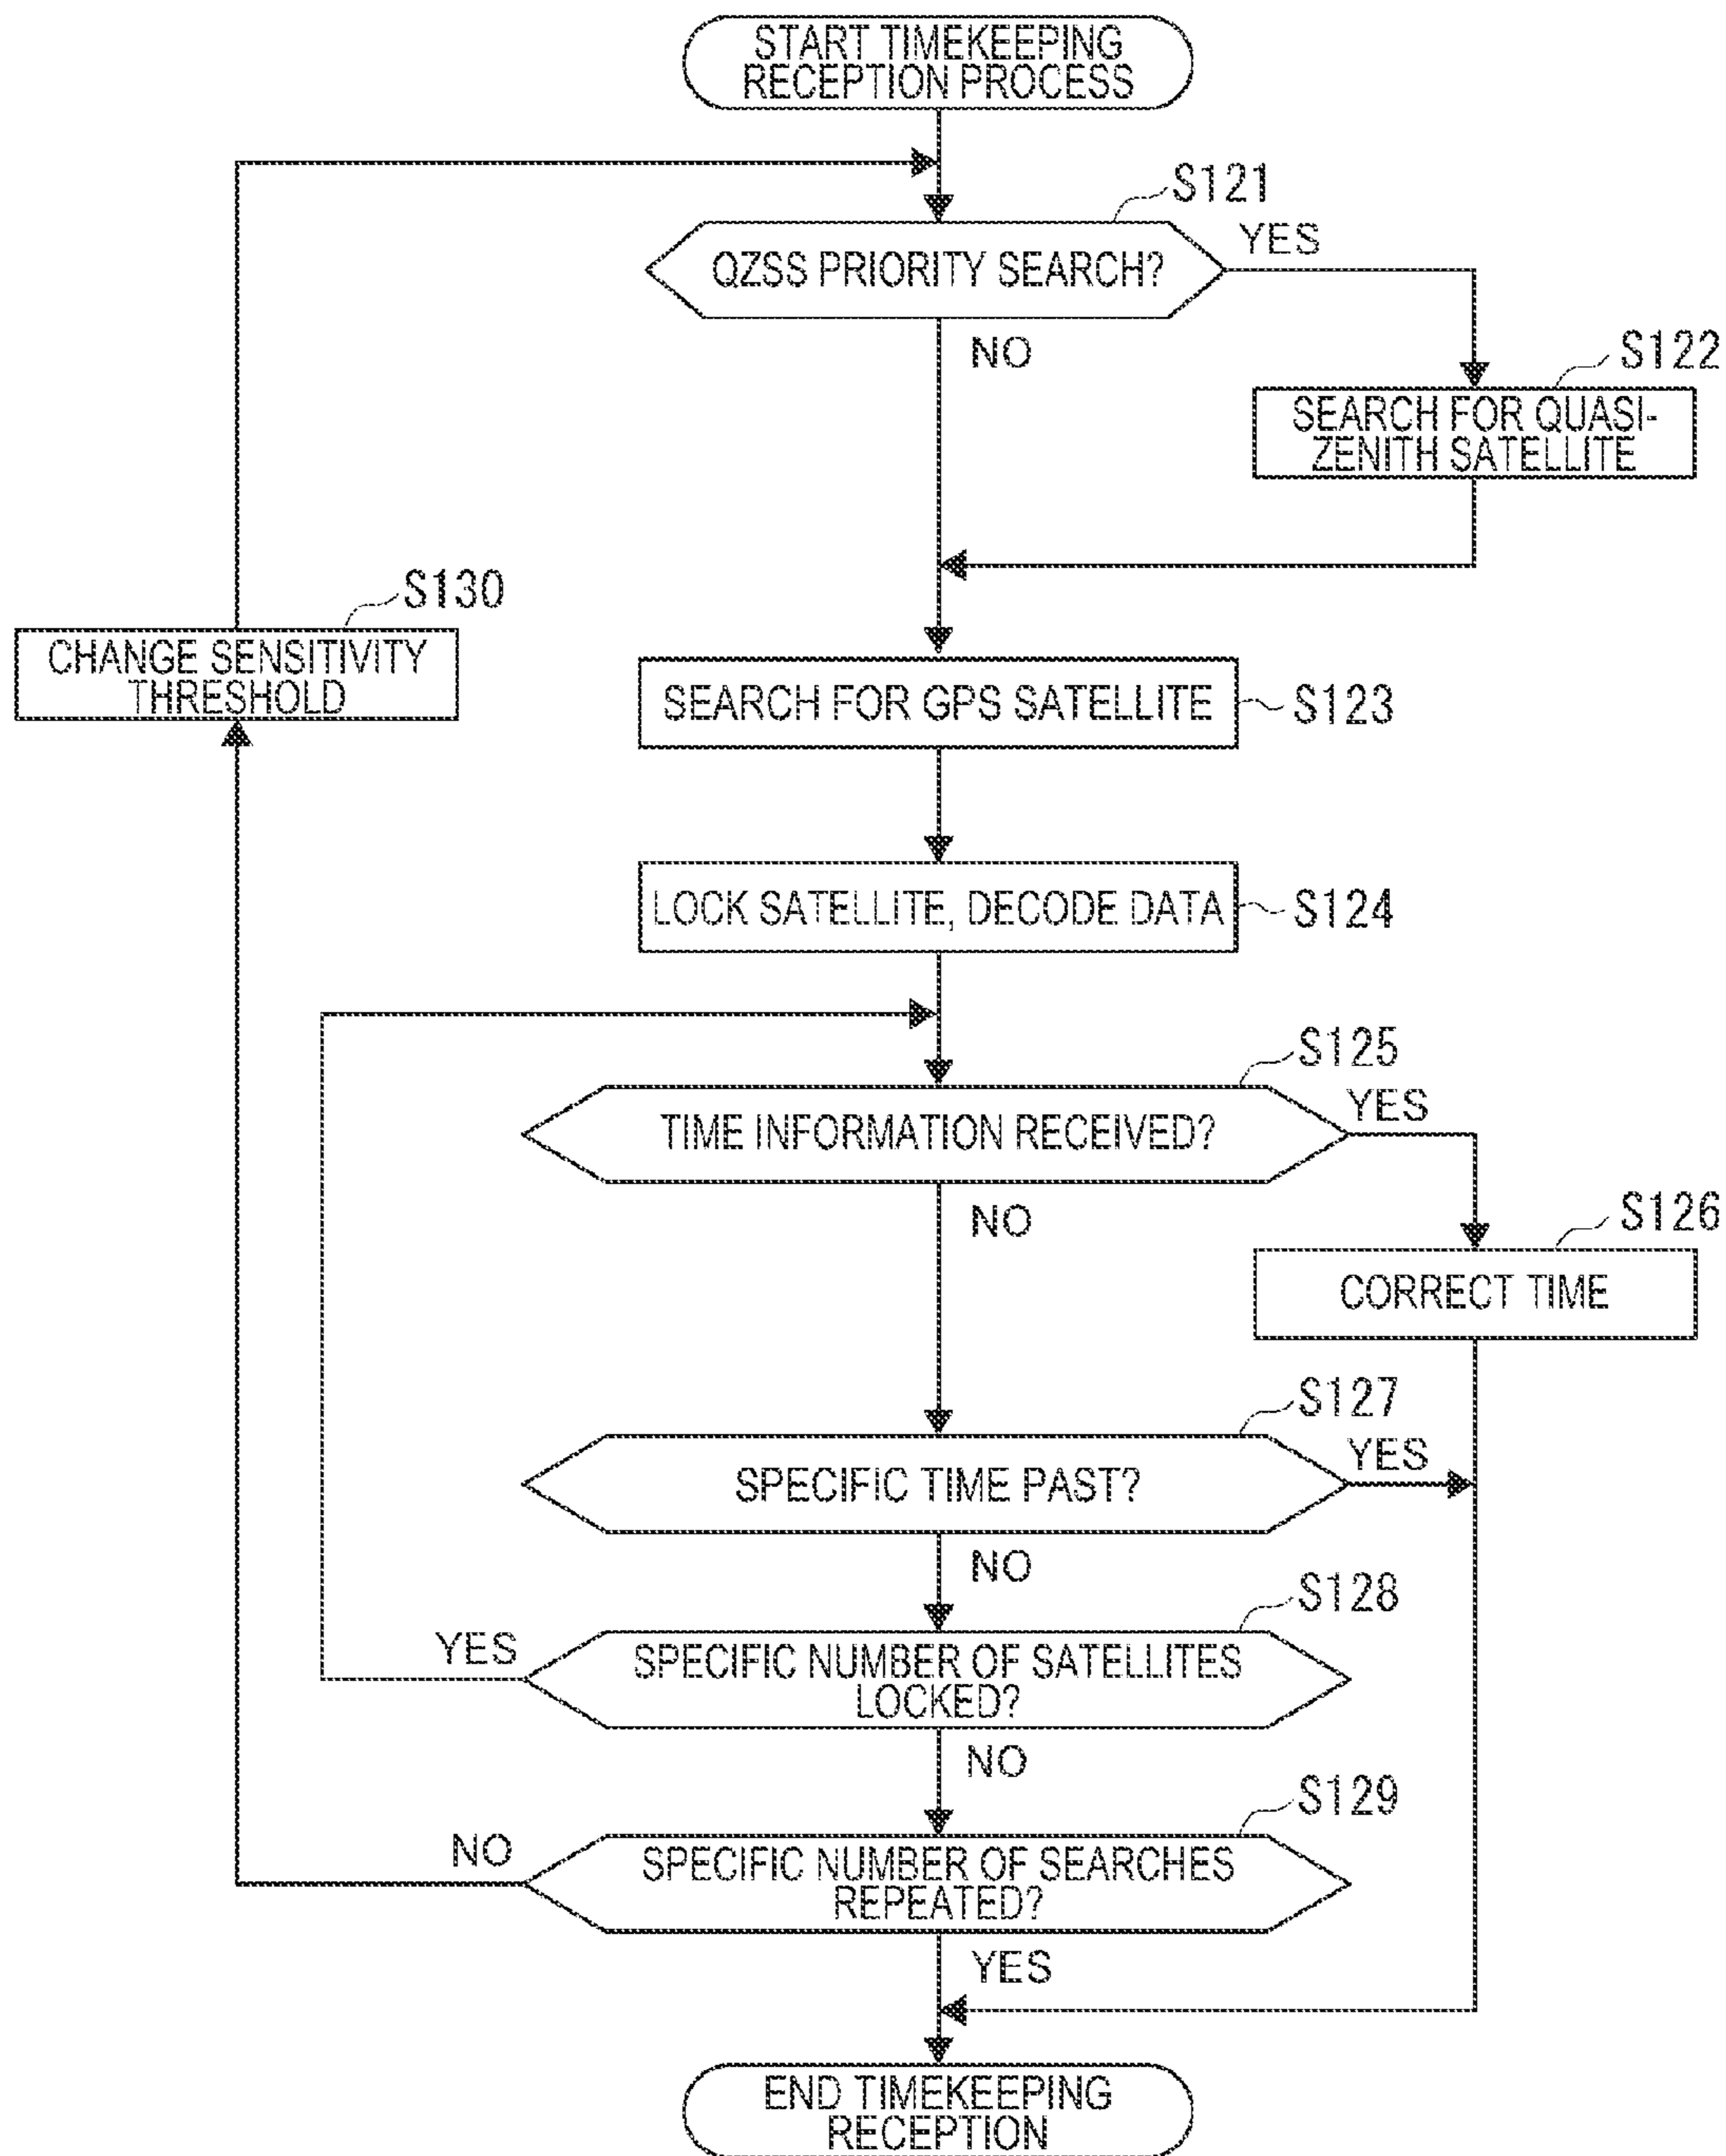 START TIMEKEEPING
RECEPTION PROCESS
S121
QZSS PRIORITY SEARCH?
YES
NO
S122
SEARCH FOR QUASI-
ZENITH SATELLITE
S130
CHANGE SENSITIVITY
THRESHOLD
SEARCH FOR GPS SATELLITE
S123
LOCK SATELLITE, DECODE DATA
S124
S125
TIME INFORMATION RECEIVED?
YES
NO
S126
CORRECT TIME
S127
SPECIFIC TIME PAST?
YES
NO
S128
YES
SPECIFIC NUMBER OF SATELLITES
LOCKED?
NO
S129
NO
SPECIFIC NUMBER OF SEARCHES
REPEATED?
YES
END TIMEKEEPING
RECEPTION